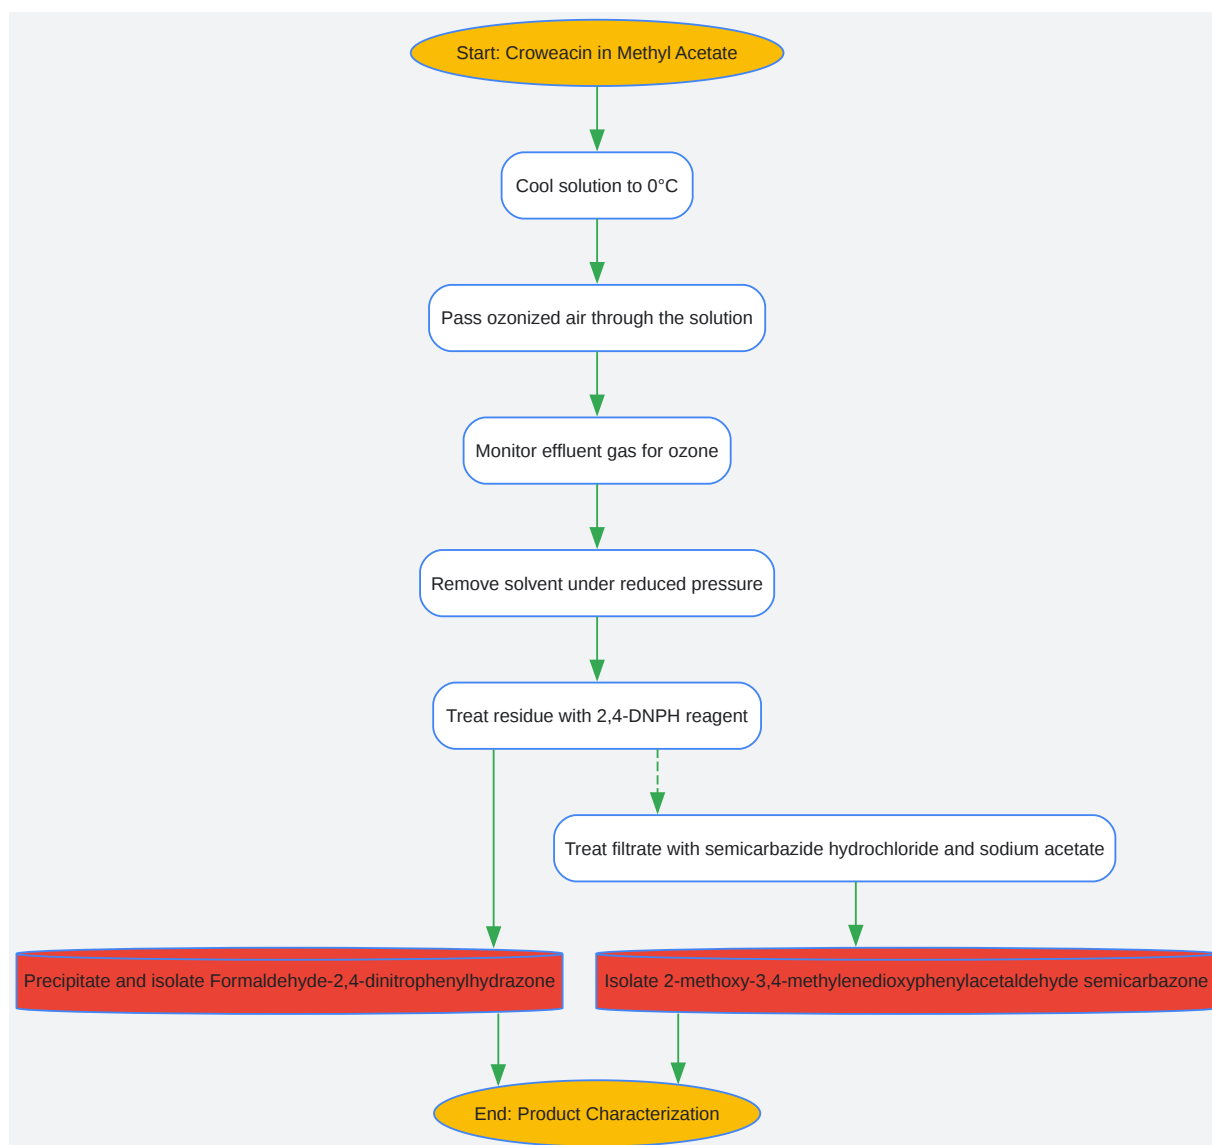 Start: Croweacin in Methyl Acetate
Cool solution to 0°C
Pass ozonized air through the solution
Monitor effluent gas for ozone
Remove solvent under reduced pressure
Treat residue with 2,4-DNPH reagent
Treat filtrate with semicarbazide hydrochloride and sodium acetate
Precipitate and isolate Formaldehyde-2,4-dinitrophenylhydrazone
Isolate 2-methoxy-3,4-methylenedioxyphenylacetaldehyde semicarbazone
End: Product Characterization